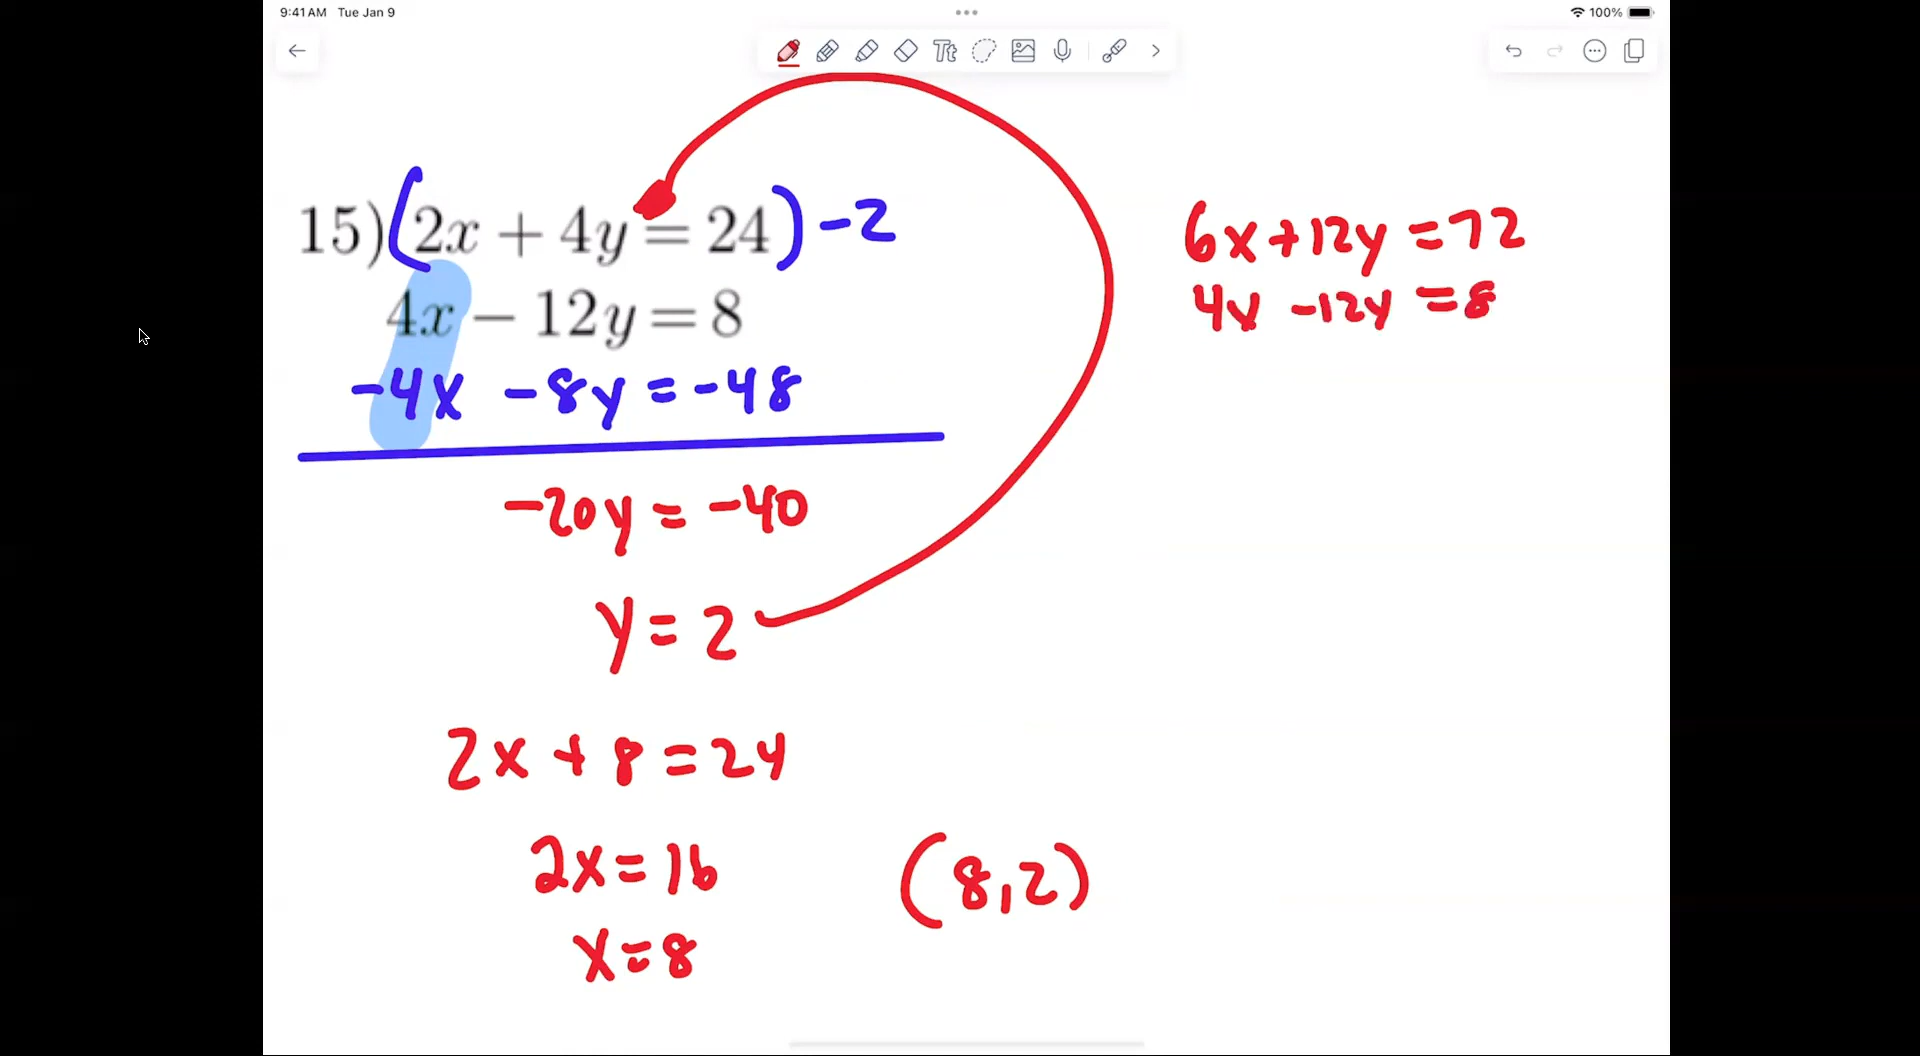 9:41 AM Tue Jan 9
100%
Tt
15) (2x + 4y = 24) -2
4x − 12y = 8
-4x -8y = -48
-20y = -40
y = 2
2x + 8 = 24
2x = 16
x = 8
(8,2)
6x+12y = 72
4x -12y = 8